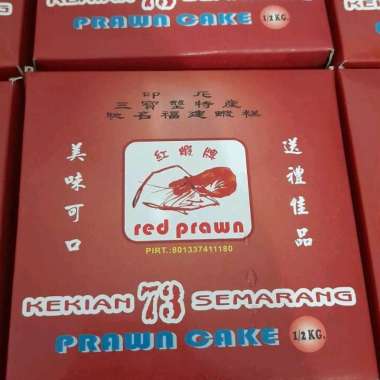 KEKIAN 73 SEMARANG
PRAWN CAKE 1/2 KG.
印尼
三寶壟特產
馳名福建蝦糕
紅蝦牌
美味可口
送禮佳品
red prawn
PIRT.:801337411180
KEKIAN 73 SEMARANG
PRAWN CAKE 1/2 KG.